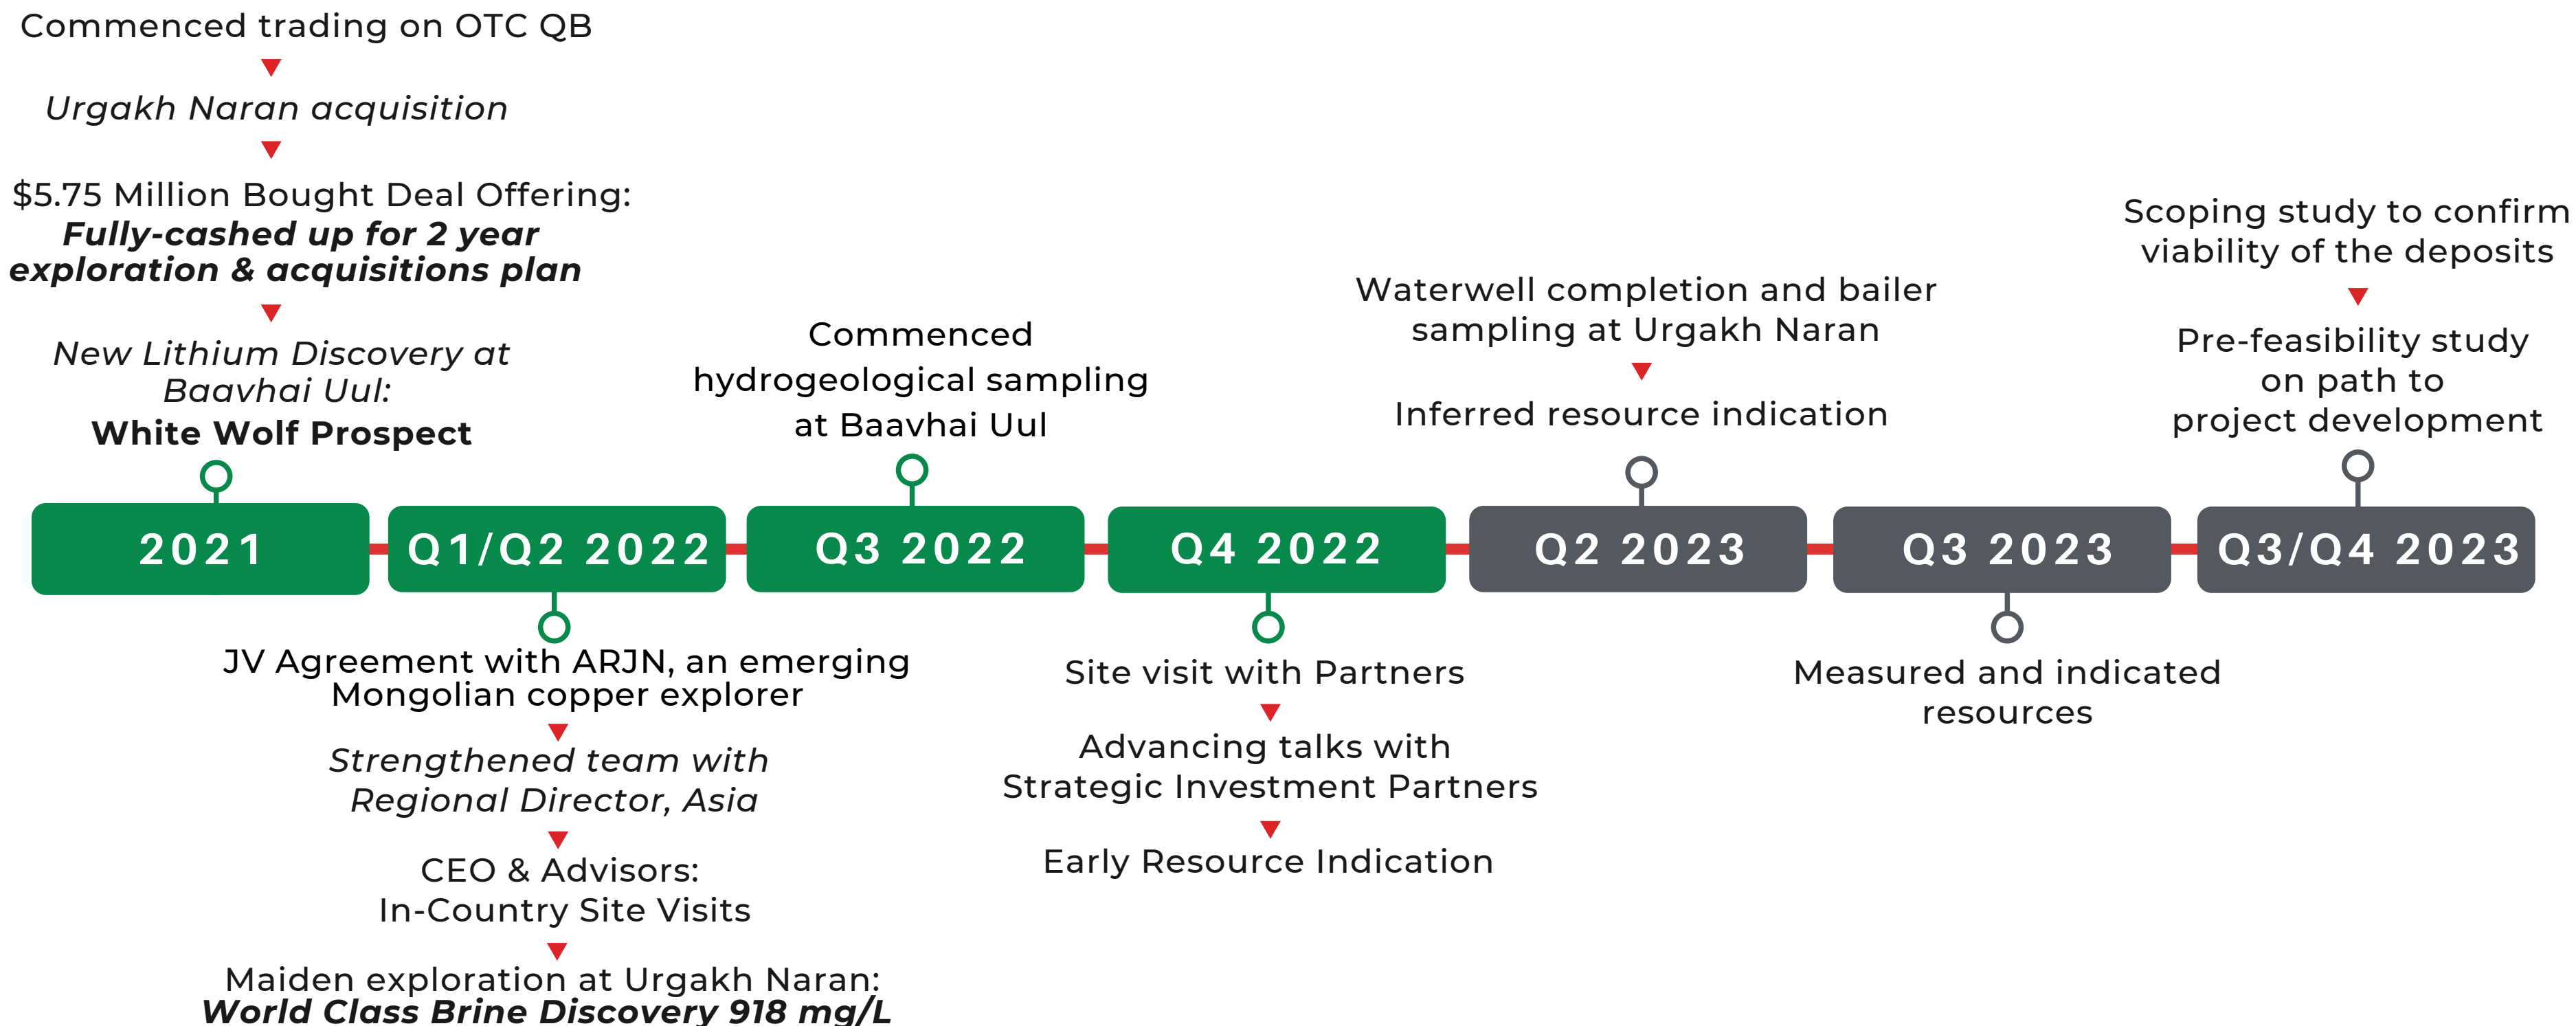 Commenced trading on OTC QB
Urgakh Naran acquisition
$5.75 Million Bought Deal Offering:
Fully-cashed up for 2 year
exploration & acquisitions plan
New Lithium Discovery at
Baavhai Uul:
White Wolf Prospect
Commenced
hydrogeological sampling
at Baavhai Uul
Waterwell completion and bailer
sampling at Urgakh Naran
Inferred resource indication
Scoping study to confirm
viability of the deposits
Pre-feasibility study
on path to
project development
2021
Q1/Q2 2022
Q3 2022
Q4 2022
Q2 2023
Q3 2023
Q3/Q4 2023
JV Agreement with ARJN, an emerging
Mongolian copper explorer
Strengthened team with
Regional Director, Asia
CEO & Advisors:
In-Country Site Visits
Maiden exploration at Urgakh Naran:
World Class Brine Discovery 918 mg/L
Site visit with Partners
Advancing talks with
Strategic Investment Partners
Early Resource Indication
Measured and indicated
resources